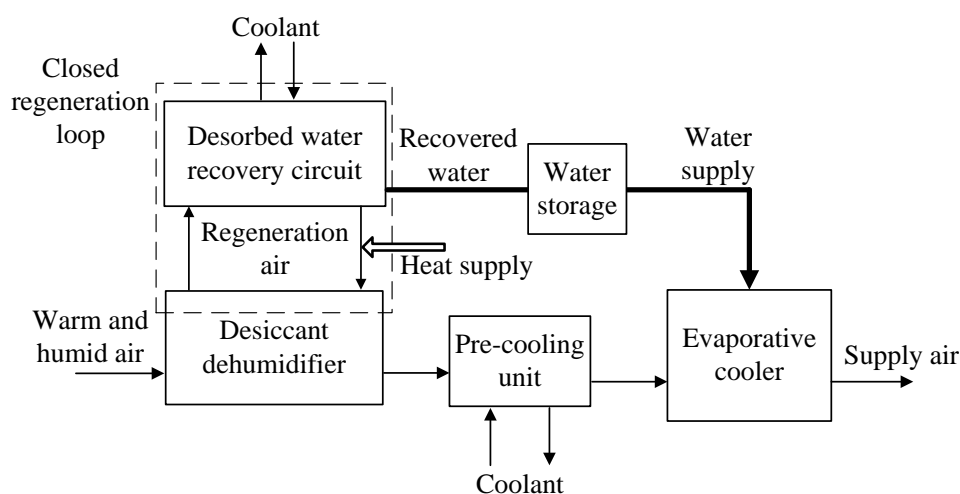 Coolant
Closed
regeneration
loop
Desorbed water
recovery circuit
Recovered
water
Water
storage
Water
supply
Regeneration
air
Heat supply
Warm and
humid air
Desiccant
dehumidifier
Pre-cooling
unit
Evaporative
cooler
Supply air
Coolant